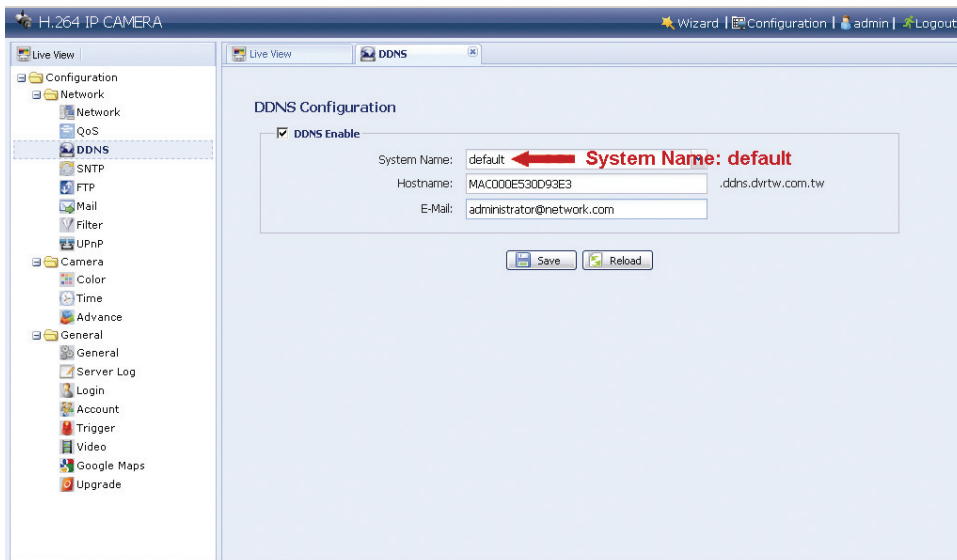 H.264 IP CAMERA
Wizard | Configuration | admin | Logout
Live View
Configuration
Network
Network
QoS
DDNS
SNTP
FTP
Mail
Filter
UPnP
Camera
Color
Time
Advance
General
General
Server Log
Login
Account
Trigger
Video
Google Maps
Upgrade
Live View
DDNS
DDNS Configuration
DDNS Enable
System Name: default System Name: default
Hostname: MAC000E530D93E3 .ddns.dvrtw.com.tw
E-Mail: administrator@network.com
Save Reload